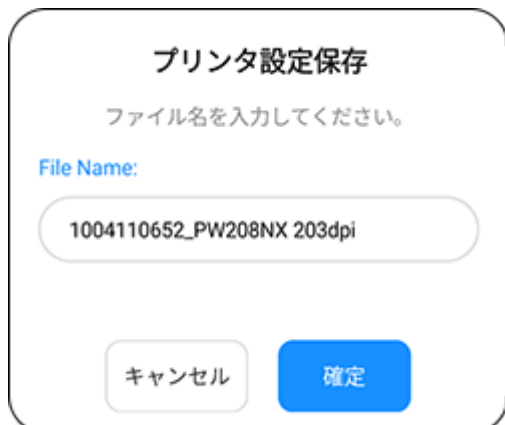 プリンタ設定保存
ファイル名を入力してください。
File Name:
1004110652_PW208NX 203dpi
キャンセル 確定